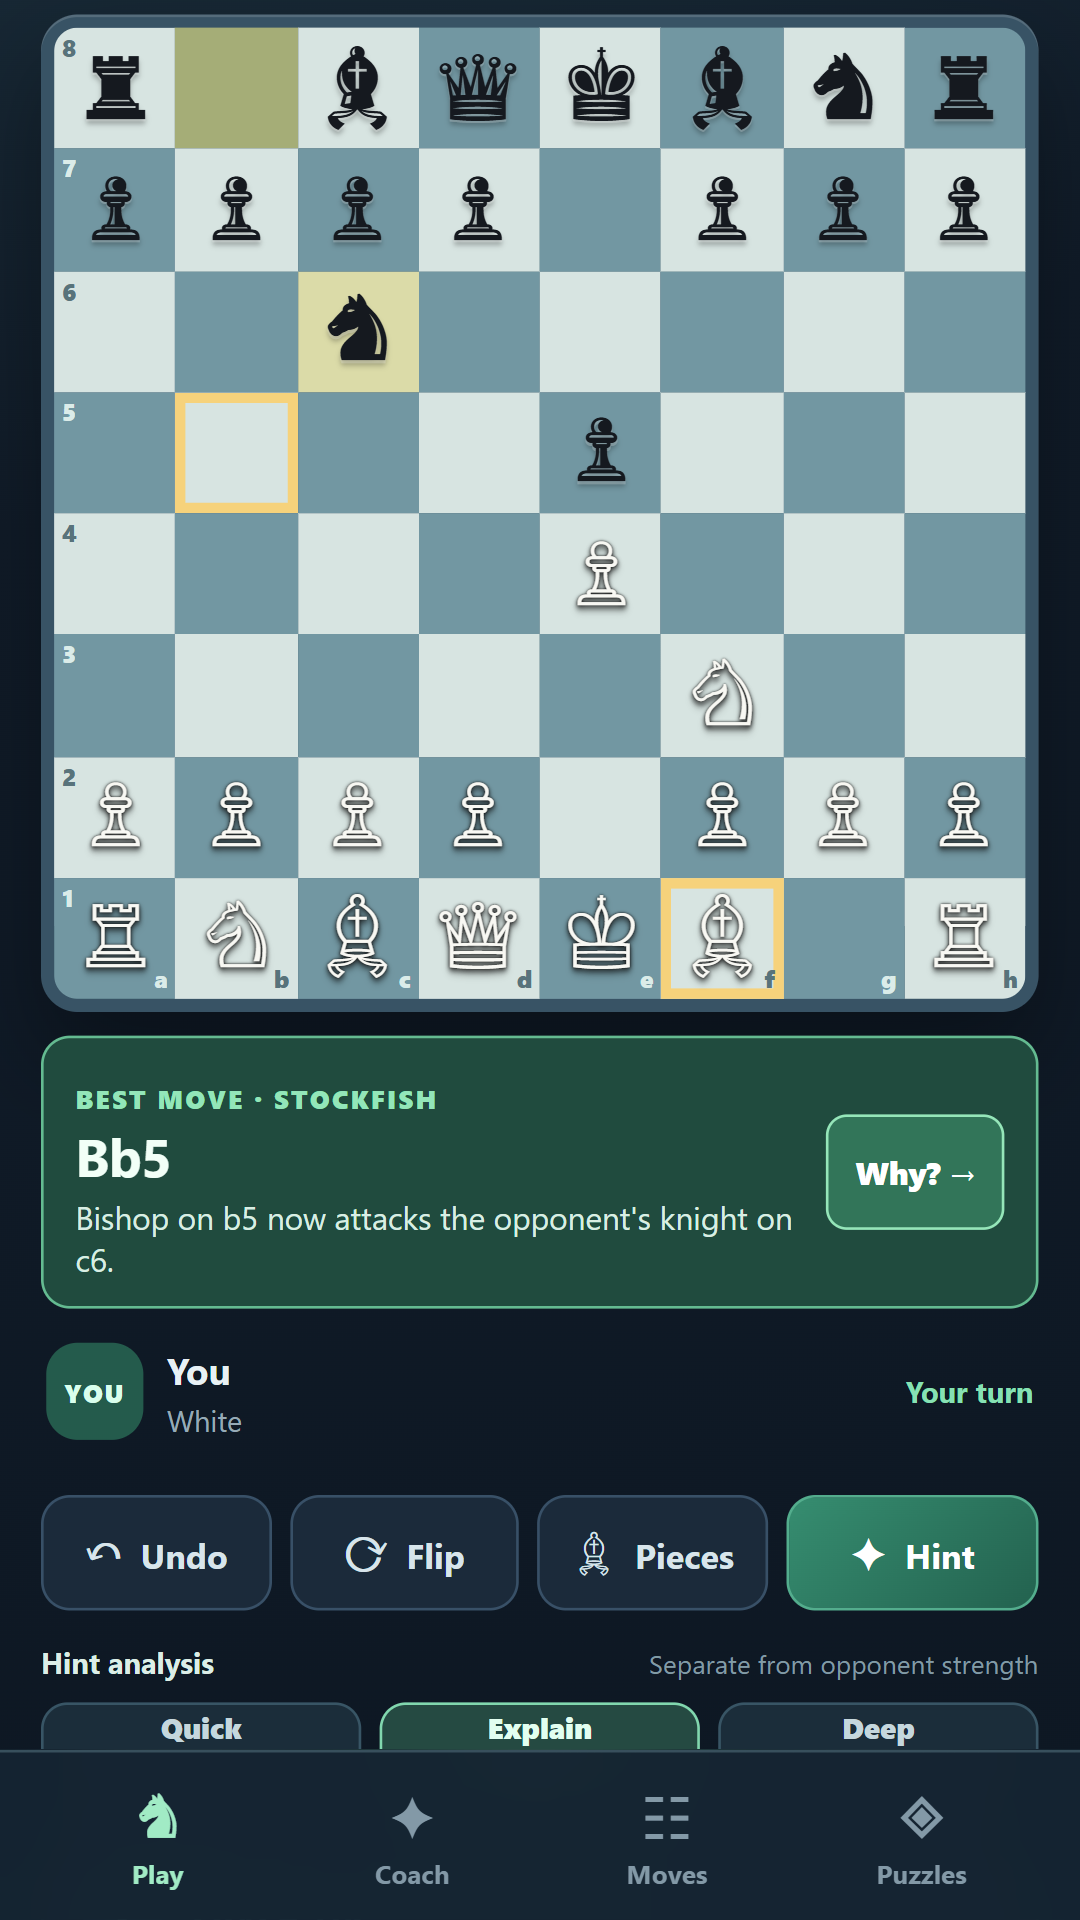 8
7
6
5
4
3
2
1
a b c d e f g h
BEST MOVE · STOCKFISH
Bb5
Bishop on b5 now attacks the opponent's knight on
c6.
Why? →
YOU
You
White
Your turn
Undo
Flip
Pieces
Hint
Hint analysis
Separate from opponent strength
Quick
Explain
Deep
Play
Coach
Moves
Puzzles